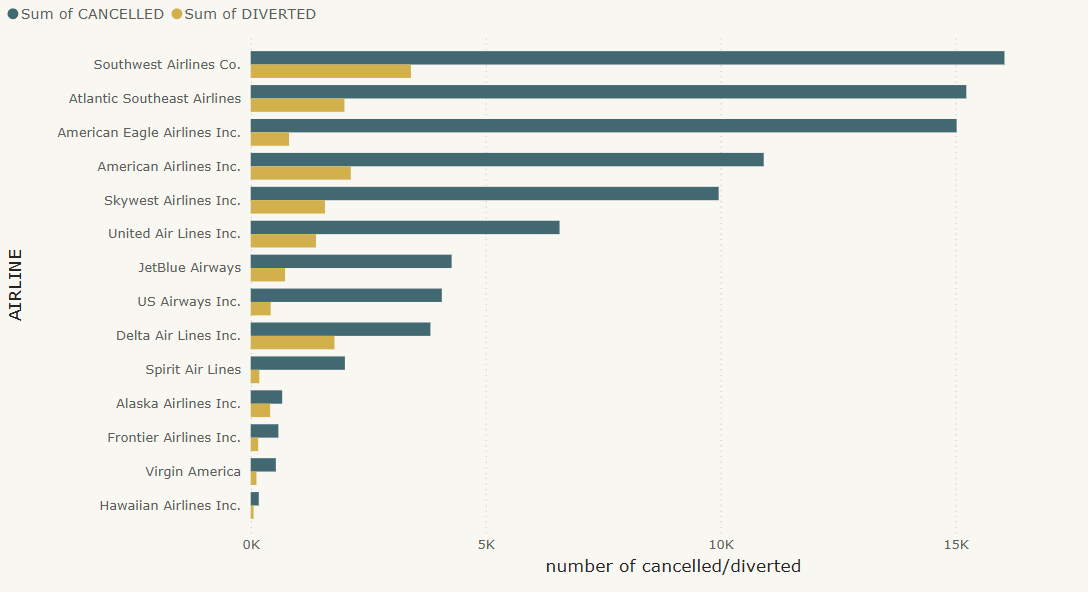 Sum of CANCELLED Sum of DIVERTED
Southwest Airlines Co.
Atlantic Southeast Airlines
American Eagle Airlines Inc.
American Airlines Inc.
Skywest Airlines Inc.
United Air Lines Inc.
JetBlue Airways
US Airways Inc.
Delta Air Lines Inc.
Spirit Air Lines
Alaska Airlines Inc.
Frontier Airlines Inc.
Virgin America
Hawaiian Airlines Inc.
AIRLINE
0K 5K 10K 15K
number of cancelled/diverted